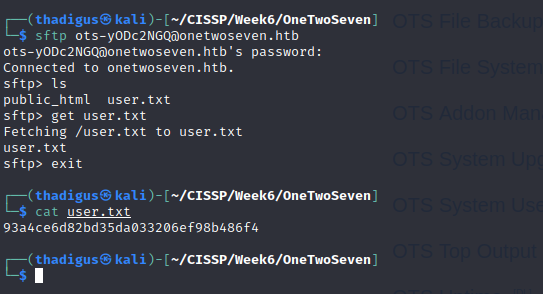 ┌──(thadigus㉿kali)-[~/CISSP/Week6/OneTwoSeven]
└─$ sftp ots-yODc2NGQ@onetwoseven.htb
ots-yODc2NGQ@onetwoseven.htb's password:
Connected to onetwoseven.htb.
sftp> ls
public_html  user.txt
sftp> get user.txt
Fetching /user.txt to user.txt
user.txt
sftp> exit
┌──(thadigus㉿kali)-[~/CISSP/Week6/OneTwoSeven]
└─$ cat user.txt
93a4ce6d82bd35da033206ef98b486f4
┌──(thadigus㉿kali)-[~/CISSP/Week6/OneTwoSeven]
└─$
OTS File Backup
OTS File System
OTS Addon Man
OTS System Upg
OTS System Use
OTS Top Output